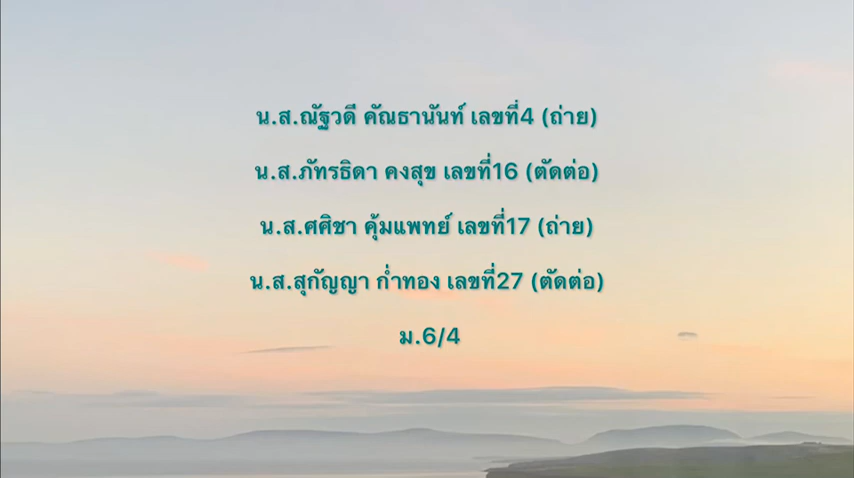 น.ส.ณัฐวดี คัณธานันท์ เลขที่4 (ถ่าย)
น.ส.ภัทรธิดา คงสุข เลขที่16 (ตัดต่อ)
น.ส.ศศิชา คุ้มแพทย์ เลขที่17 (ถ่าย)
น.ส.สุกัญญา ก่ำทอง เลขที่27 (ตัดต่อ)
ม.6/4